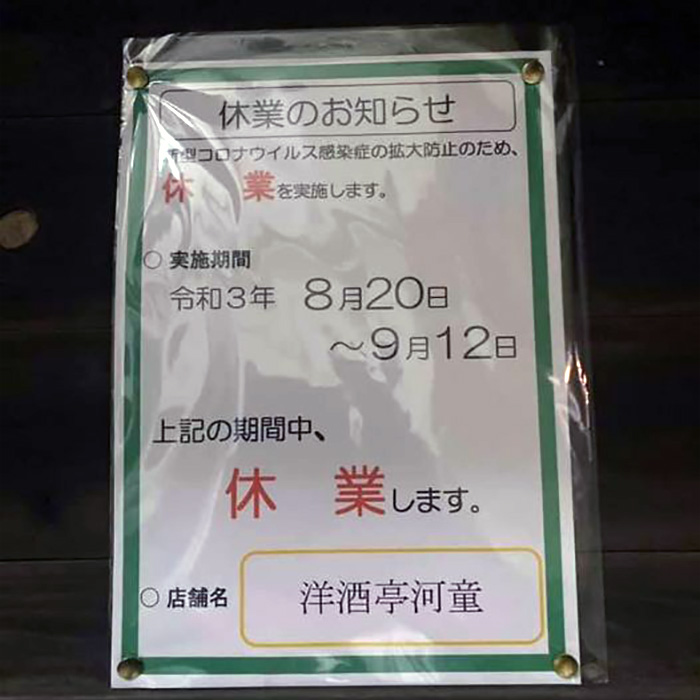 休業のお知らせ
新型コロナウイルス感染症の拡大防止のため、
休 業を実施します。
○ 実施期間
令和3年 8月20日
～9月12日
上記の期間中、
休 業します。
○ 店舗名 洋酒亭河童